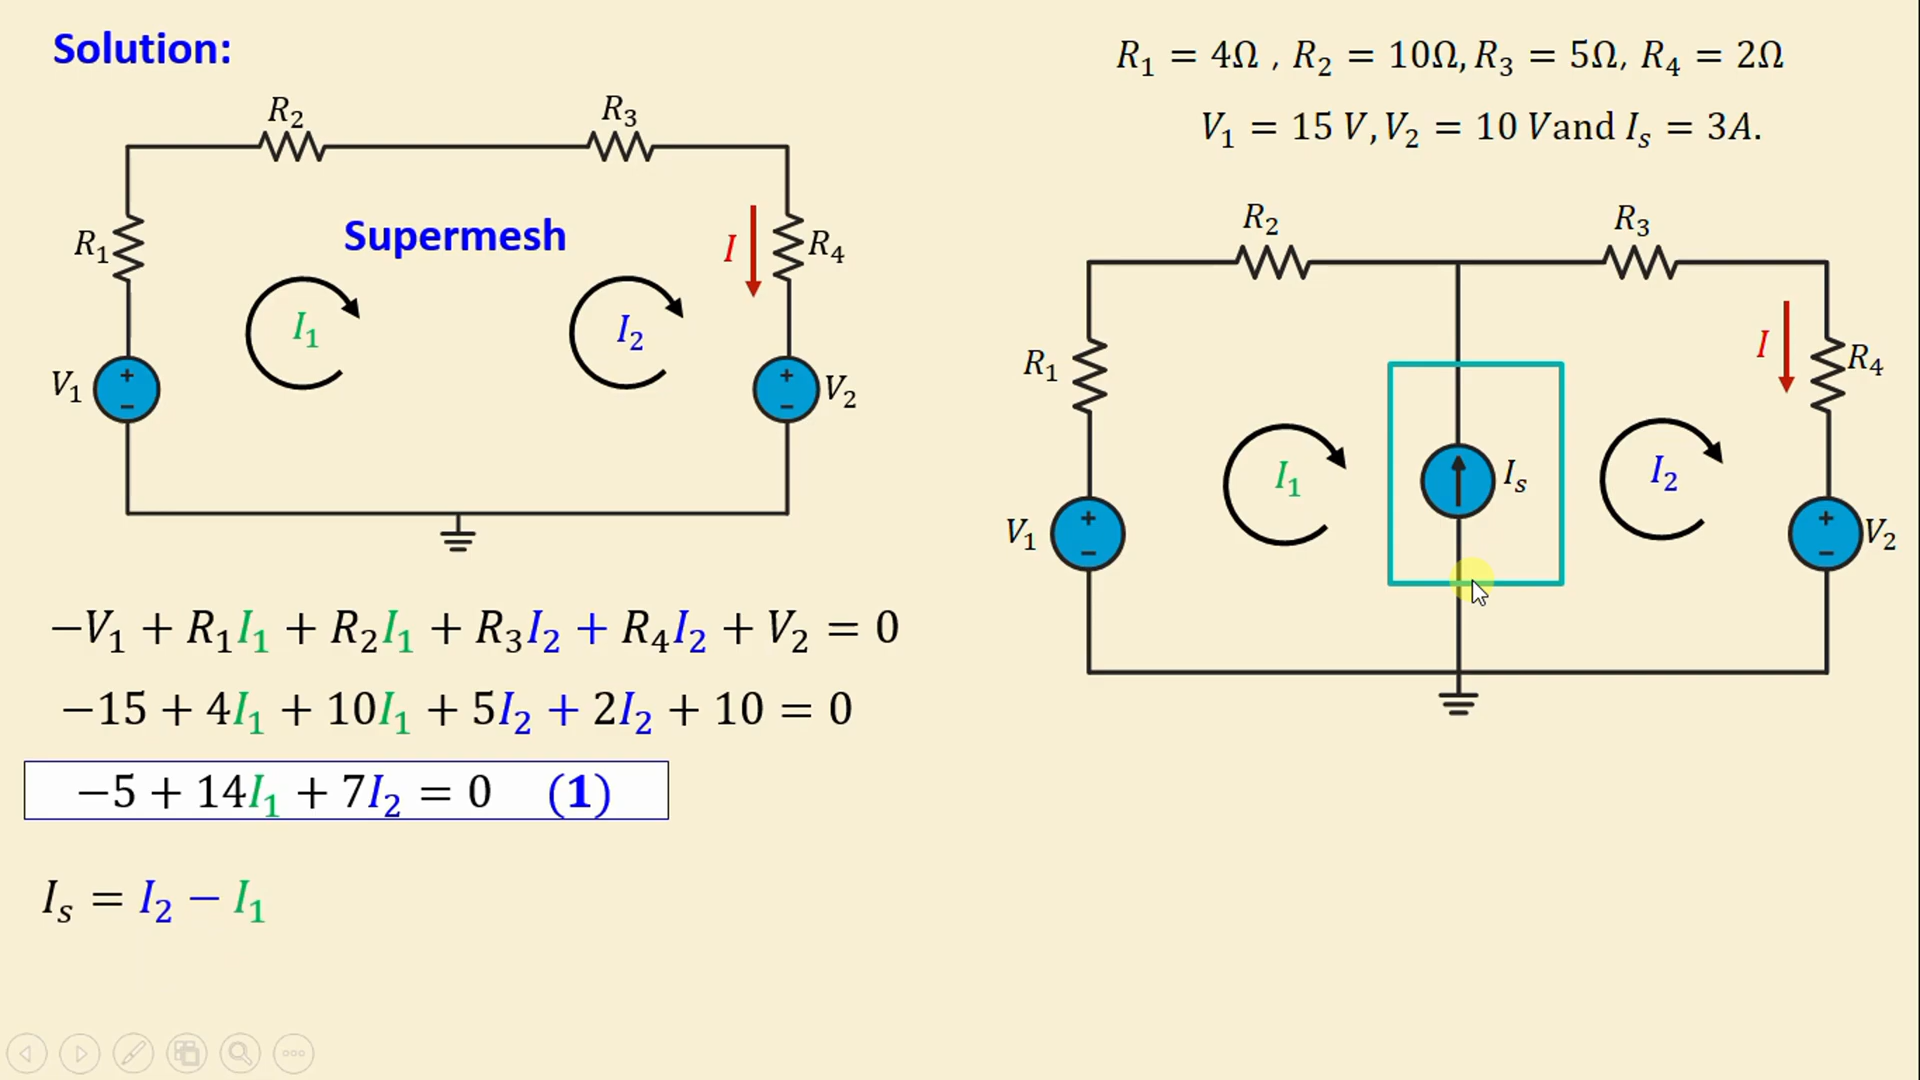 Solution:
R₁ = 4Ω , R₂ = 10Ω, R₃ = 5Ω, R₄ = 2Ω
V₁ = 15 V, V₂ = 10 Vand Iₛ = 3A.
R₂
R₃
R₁
Supermesh
I
R₄
I₁
I₂
V₁
+
−
+
−
V₂
R₂
R₃
R₁
I
R₄
I₁
Iₛ
I₂
V₁
+
−
+
−
V₂
−V₁ + R₁I₁ + R₂I₁ + R₃I₂ + R₄I₂ + V₂ = 0
−15 + 4I₁ + 10I₁ + 5I₂ + 2I₂ + 10 = 0
−5 + 14I₁ + 7I₂ = 0 (1)
Iₛ = I₂ − I₁